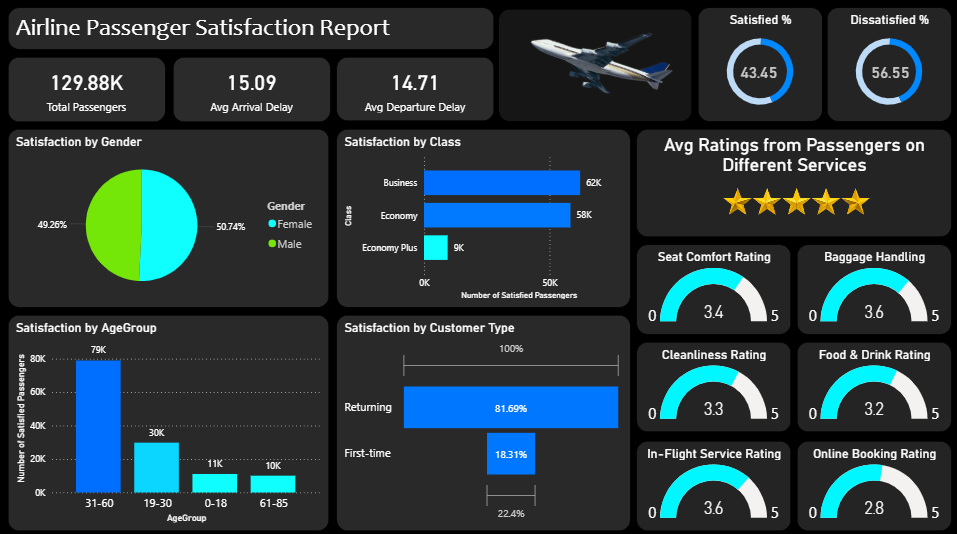 Airline Passenger Satisfaction Report
129.88K
Total Passengers
15.09
Avg Arrival Delay
14.71
Avg Departure Delay
Satisfied %
43.45
Dissatisfied %
56.55
Satisfaction by Gender
49.26%
50.74%
Gender
Female
Male
Satisfaction by Class
Class
Business
62K
Economy
58K
Economy Plus
9K
0K
50K
Number of Satisfied Passengers
Avg Ratings from Passengers on
Different Services
Seat Comfort Rating
0
3.4
5
Baggage Handling
0
3.6
5
Cleanliness Rating
0
3.3
5
Food & Drink Rating
0
3.2
5
In-Flight Service Rating
0
3.6
5
Online Booking Rating
0
2.8
5
Satisfaction by AgeGroup
Number of Satisfied Passengers
80K
60K
40K
20K
0K
79K
30K
11K
10K
31-60
19-30
0-18
61-85
AgeGroup
Satisfaction by Customer Type
100%
Returning
81.69%
First-time
18.31%
22.4%